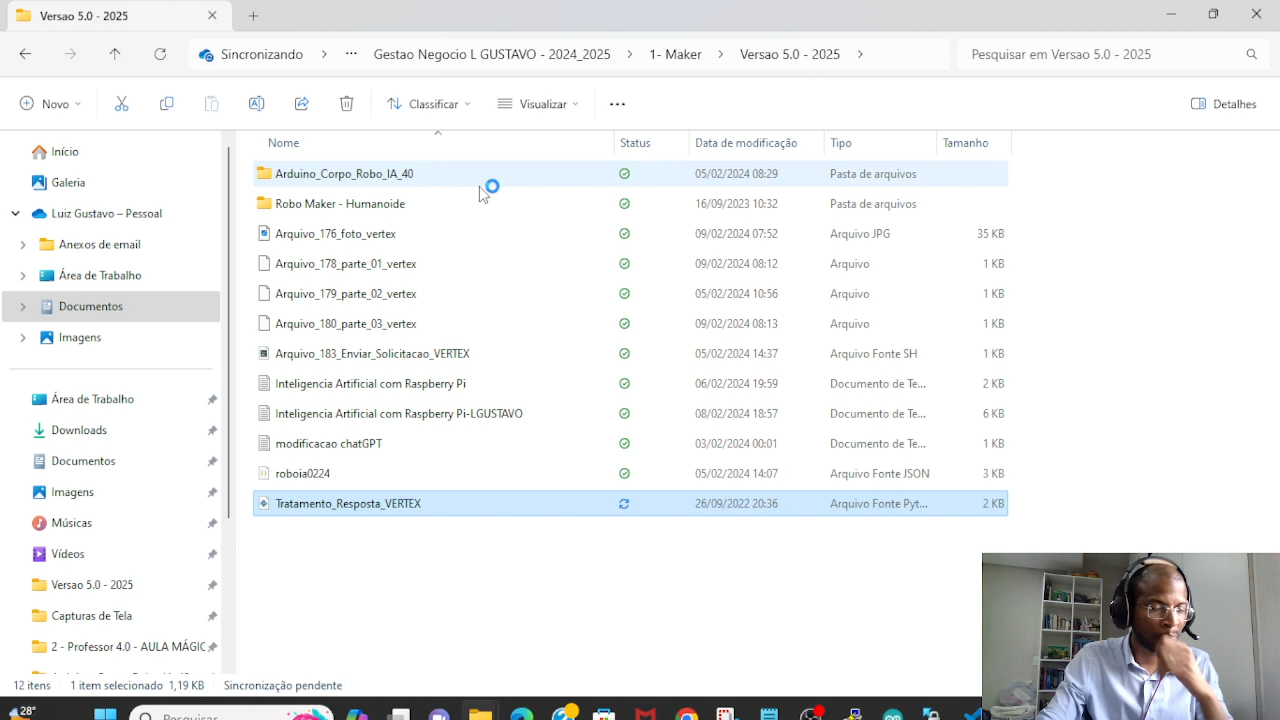 Versao 5.0 - 2025
Sincronizando > ... Gestao Negocio L GUSTAVO - 2024_2025 > 1- Maker > Versao 5.0 - 2025 >
Pesquisar em Versao 5.0 - 2025
Novo
Classificar
Visualizar
Detalhes
Nome Status Data de modificação Tipo Tamanho
Arduino_Corpo_Robo_IA_40 05/02/2024 08:29 Pasta de arquivos
Robo Maker - Humanoide 16/09/2023 10:32 Pasta de arquivos
Arquivo_176_foto_vertex 09/02/2024 07:52 Arquivo JPG 35 KB
Arquivo_178_parte_01_vertex 09/02/2024 08:12 Arquivo 1 KB
Arquivo_179_parte_02_vertex 05/02/2024 10:56 Arquivo 1 KB
Arquivo_180_parte_03_vertex 09/02/2024 08:13 Arquivo 1 KB
Arquivo_183_Enviar_Solicitacao_VERTEX 05/02/2024 14:37 Arquivo Fonte SH 1 KB
Inteligencia Artificial com Raspberry Pi 06/02/2024 19:59 Documento de Te... 2 KB
Inteligencia Artificial com Raspberry Pi-LGUSTAVO 08/02/2024 18:57 Documento de Te... 6 KB
modificacao chatGPT 03/02/2024 00:01 Documento de Te... 1 KB
roboia0224 05/02/2024 14:07 Arquivo Fonte JSON 3 KB
Tratamento_Resposta_VERTEX 26/09/2022 20:36 Arquivo Fonte Pyt... 2 KB
Início
Galeria
Luiz Gustavo – Pessoal
Anexos de email
Área de Trabalho
Documentos
Imagens
Área de Trabalho
Downloads
Documentos
Imagens
Músicas
Vídeos
Versao 5.0 - 2025
Capturas de Tela
2 - Professor 4.0 - AULA MÁGIC
12 itens 1 item selecionado 1,19 KB Sincronização pendente
28°
Pesquisar